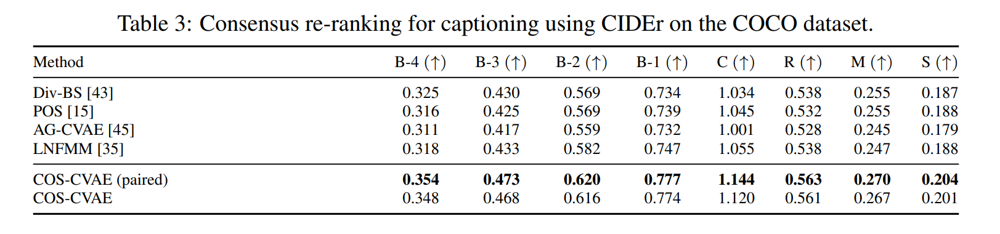 Table 3: Consensus re-ranking for captioning using CIDEr on the COCO dataset.
Method B-4 (↑) B-3 (↑) B-2 (↑) B-1 (↑) C (↑) R (↑) M (↑) S (↑)
Div-BS [43] 0.325 0.430 0.569 0.734 1.034 0.538 0.255 0.187
POS [15] 0.316 0.425 0.569 0.739 1.045 0.532 0.255 0.188
AG-CVAE [45] 0.311 0.417 0.559 0.732 1.001 0.528 0.245 0.179
LNFMM [35] 0.318 0.433 0.582 0.747 1.055 0.538 0.247 0.188
COS-CVAE (paired) 0.354 0.473 0.620 0.777 1.144 0.563 0.270 0.204
COS-CVAE 0.348 0.468 0.616 0.774 1.120 0.561 0.267 0.201